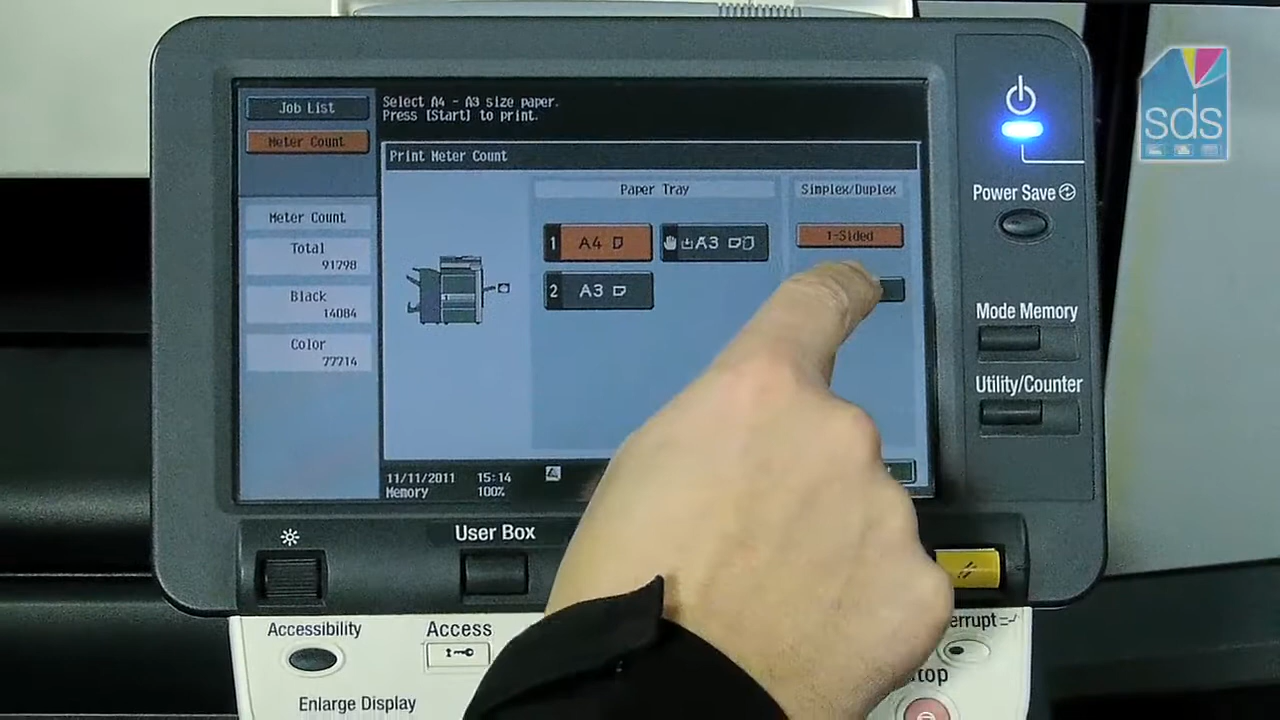 sds
Job List
Meter Count
Select A4 - A3 size paper.
Press [Start] to print.
Print Meter Count
Paper Tray
Simplex/Duplex
1 A4
A3
1-Sided
2 A3
Meter Count
Total
91798
Black
14084
Color
77714
11/11/2011 15:14
Memory 100%
Power Save
Mode Memory
Utility/Counter
User Box
Accessibility
Access
Enlarge Display
errupt
top